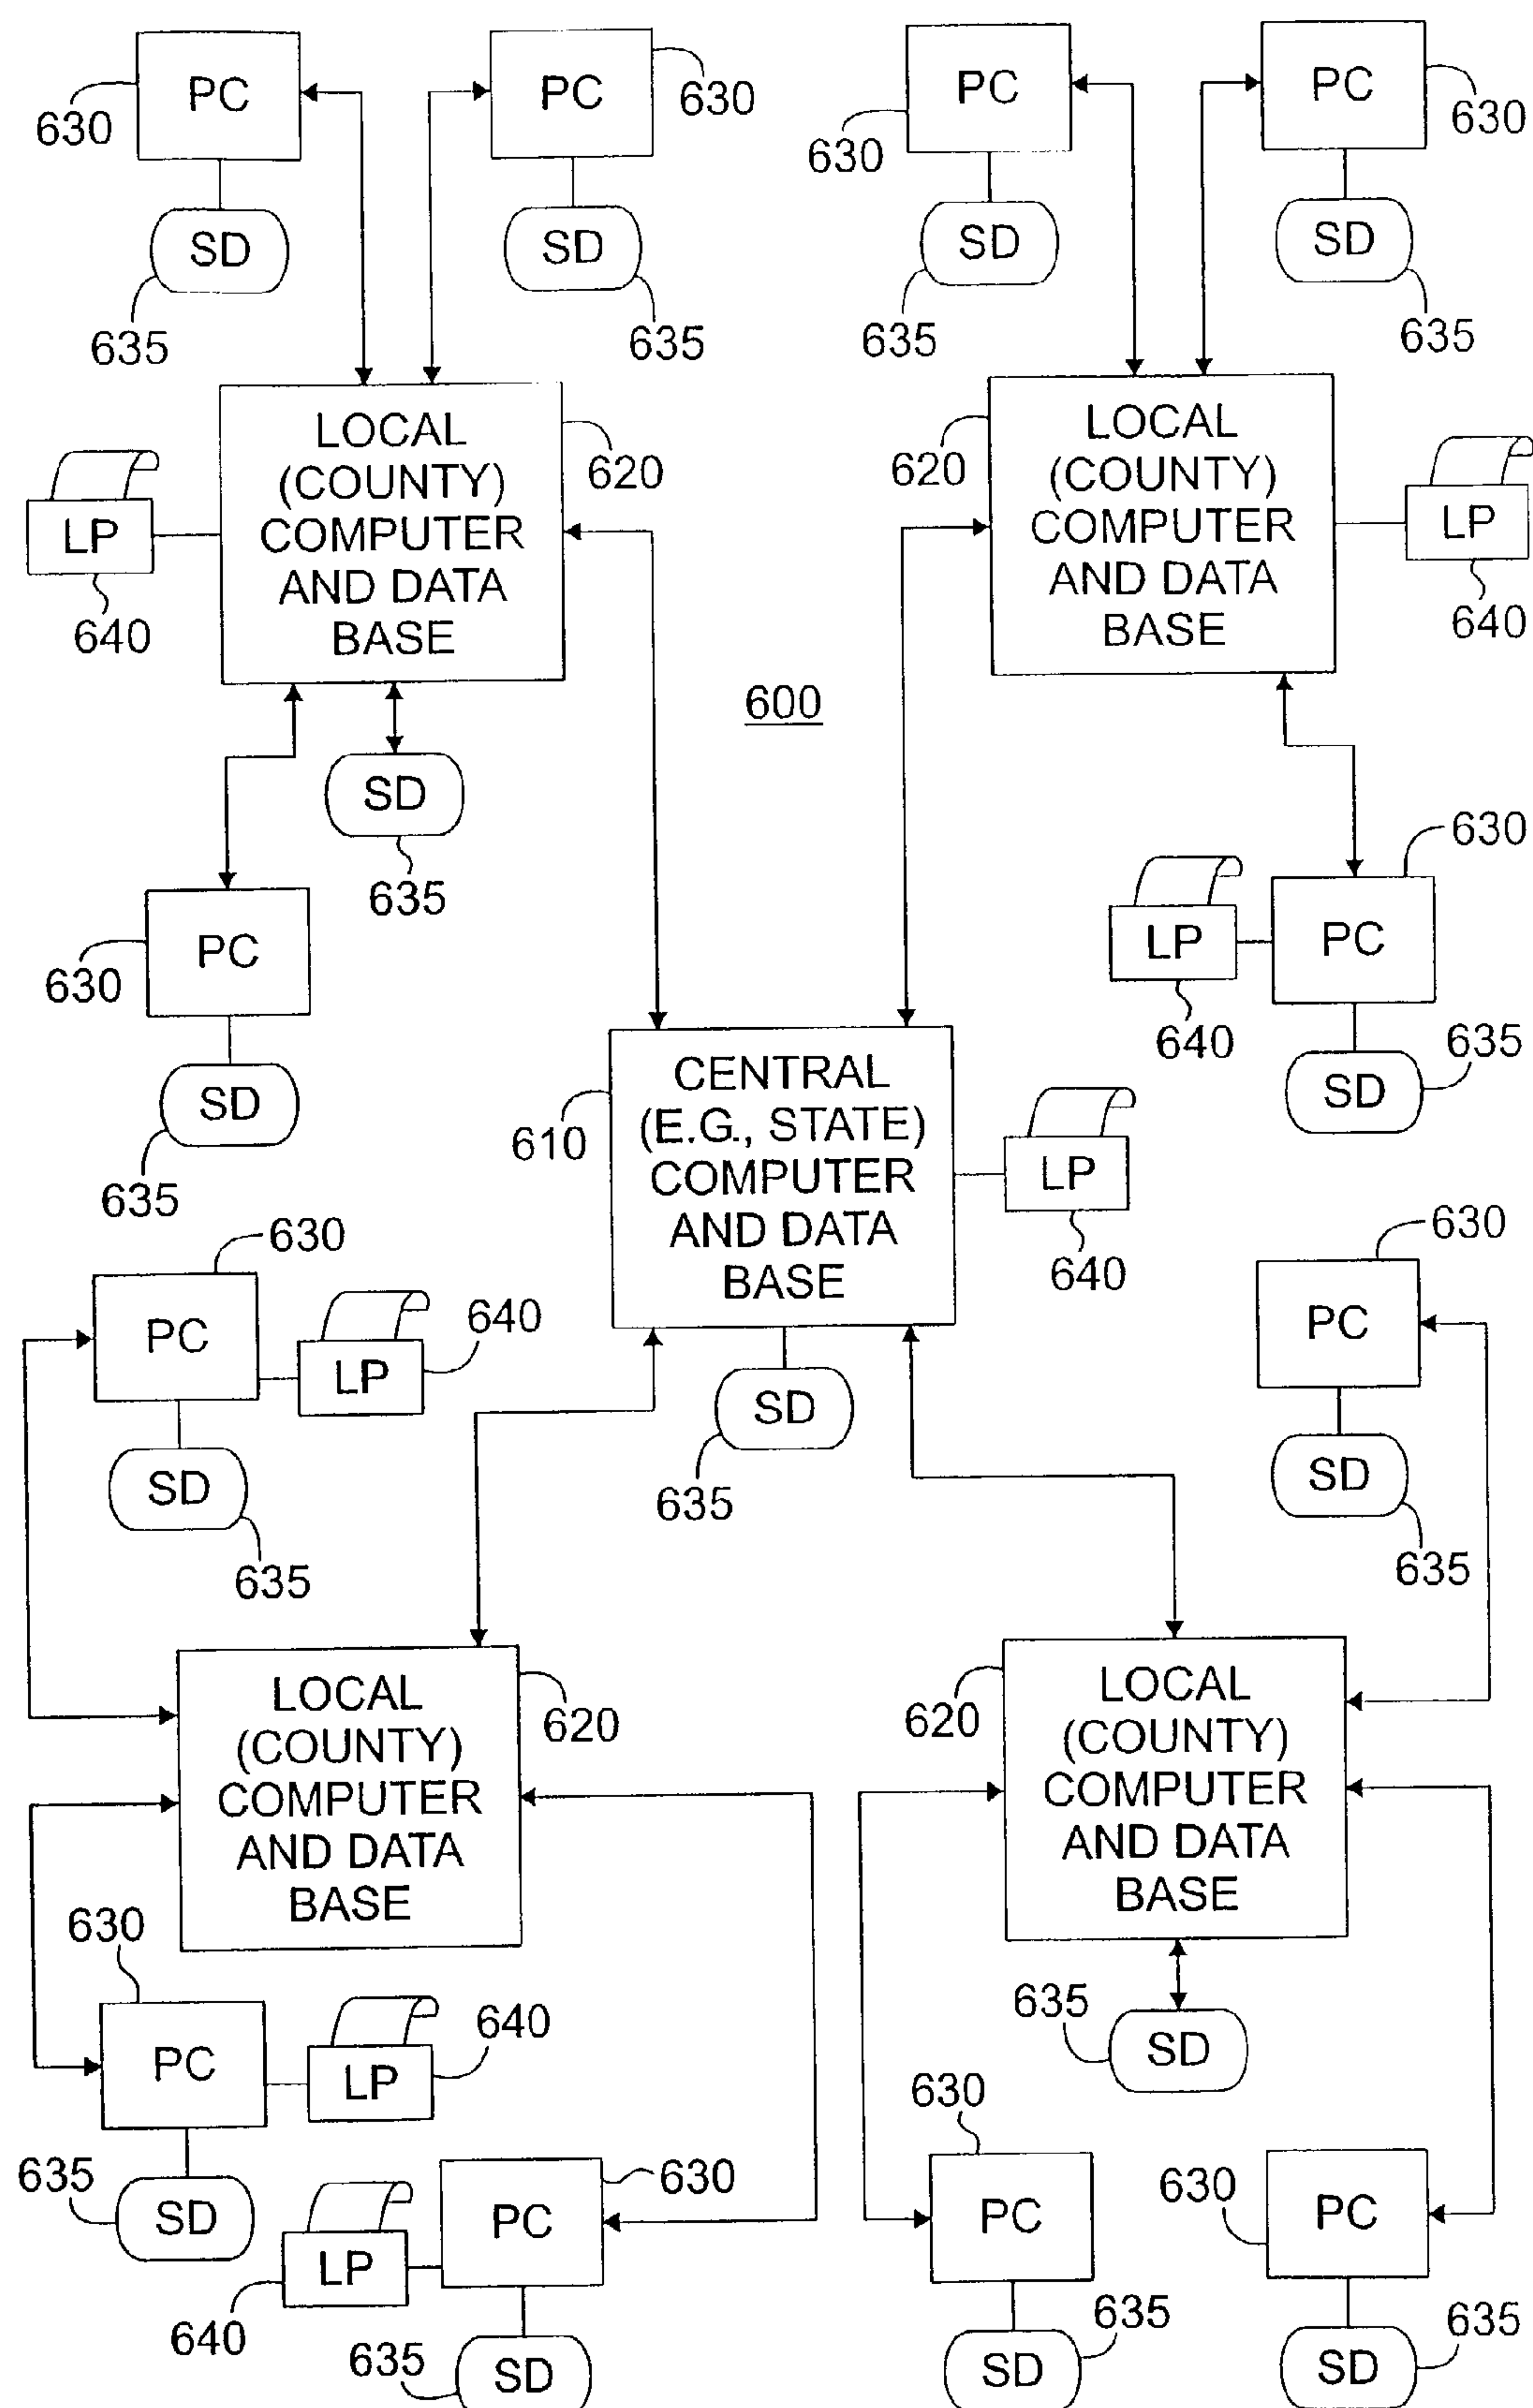 PC
630
PC
630
PC
630
PC
630
SD
635
SD
635
SD
635
SD
635
LOCAL
(COUNTY)
COMPUTER
AND DATA
BASE
620
LP
640
LOCAL
(COUNTY)
COMPUTER
AND DATA
BASE
620
LP
640
600
SD
635
PC
630
SD
635
PC
630
LP
640
SD
635
CENTRAL
(E.G., STATE)
COMPUTER
AND DATA
BASE
610
LP
640
SD
635
PC
630
LP
640
SD
635
PC
630
SD
635
LOCAL
(COUNTY)
COMPUTER
AND DATA
BASE
620
LOCAL
(COUNTY)
COMPUTER
AND DATA
BASE
620
SD
635
630
PC
LP
640
635
SD
PC
630
LP
640
635
SD
630
PC
635
SD
630
PC
635
SD